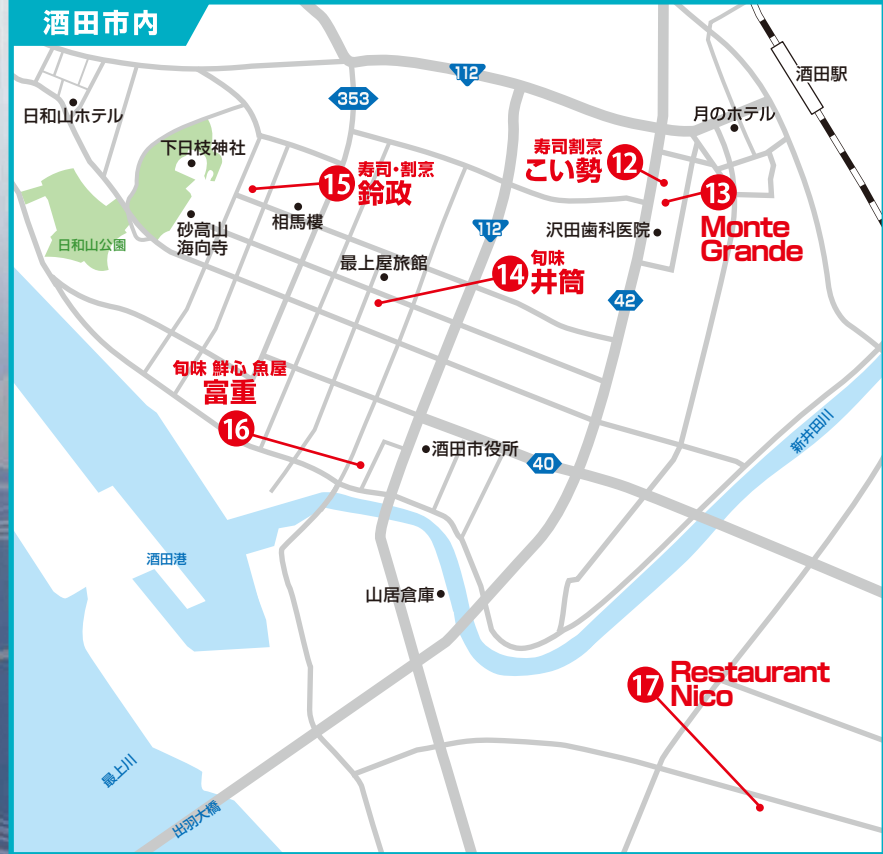 酒田市内
112
酒田駅
353
日和山ホテル
月のホテル
下日枝神社
寿司割烹
こい勢
12
寿司・割烹
鈴政
15
13
Monte
Grande
相馬樓
砂高山
海向寺
日和山公園
112
沢田歯科医院
最上屋旅館
旬味
井筒
14
42
旬味 鮮心 魚屋
富重
16
酒田市役所
40
新井田川
酒田港
山居倉庫
17
Restaurant
Nico
最上川
出羽大橋